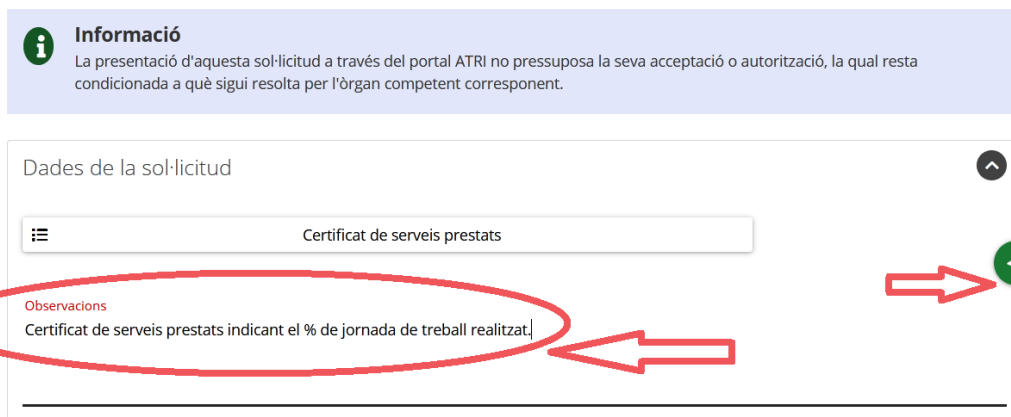 Informació
La presentació d'aquesta sol·licitud a través del portal ATRI no pressuposa la seva acceptació o autorització, la qual resta
condicionada a què sigui resolta per l'òrgan competent corresponent.
Dades de la sol·licitud
Certificat de serveis prestats
Observacions
Certificat de serveis prestats indicant el % de jornada de treball realitzat.